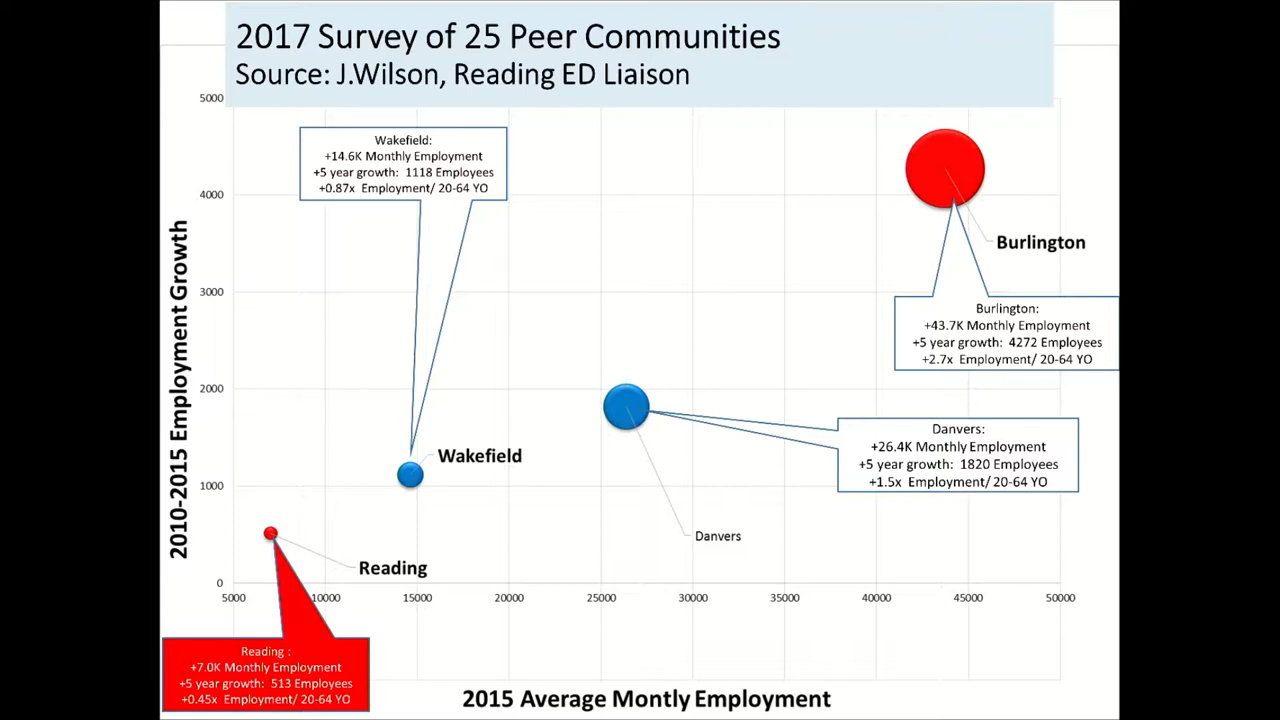 2017 Survey of 25 Peer Communities
Source: J.Wilson, Reading ED Liaison
5000
4000
3000
2000
1000
0
2010-2015 Employment Growth
Wakefield:
+14.6K Monthly Employment
+5 year growth: 1118 Employees
+0.87x Employment/ 20-64 YO
Burlington
Burlington:
+43.7K Monthly Employment
+5 year growth: 4272 Employees
+2.7x Employment/ 20-64 YO
Danvers:
+26.4K Monthly Employment
+5 year growth: 1820 Employees
+1.5x Employment/ 20-64 YO
Wakefield
Danvers
Reading
5000 10000 15000 20000 25000 30000 35000 40000 45000 50000
Reading :
+7.0K Monthly Employment
+5 year growth: 513 Employees
+0.45x Employment/ 20-64 YO
2015 Average Montly Employment